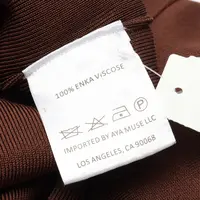 100% ENKA VISCOSE
P
IMPORTED BY AYA MUSE LLC
LOS ANGELES, CA 90068